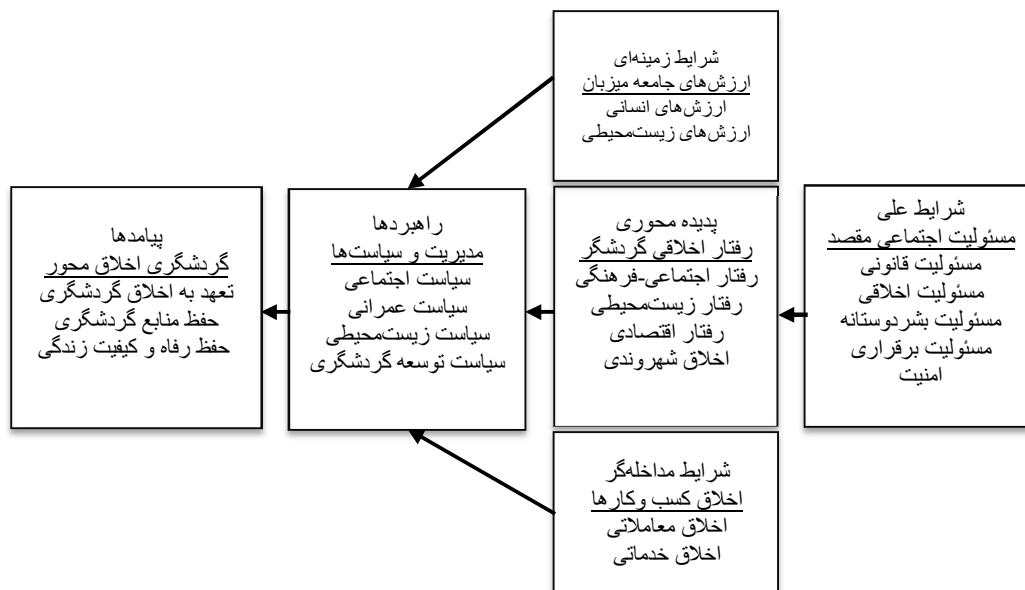 شرایط زمینه‌ای
ارزش‌های جامعه میزبان
ارزش‌های انسانی
ارزش‌های زیست‌محیطی
شرایط علی
مسئولیت اجتماعی مقصد
مسئولیت قانونی
مسئولیت اخلاقی
مسئولیت بشردوستانه
مسئولیت برقراری
امنیت
پدیده محوری
رفتار اخلاقی گردشگر
رفتار اجتماعی-فرهنگی
رفتار زیست‌محیطی
رفتار اقتصادی
اخلاق شهروندی
راهبردها
مدیریت و سیاست‌ها
سیاست اجتماعی
سیاست عمرانی
سیاست زیست‌محیطی
سیاست توسعه گردشگری
پیامدها
گردشگری اخلاق محور
تعهد به اخلاق گردشگری
حفظ منابع گردشگری
حفظ رفاه و کیفیت زندگی
شرایط مداخله‌گر
اخلاق کسب وکارها
اخلاق معاملاتی
اخلاق خدماتی